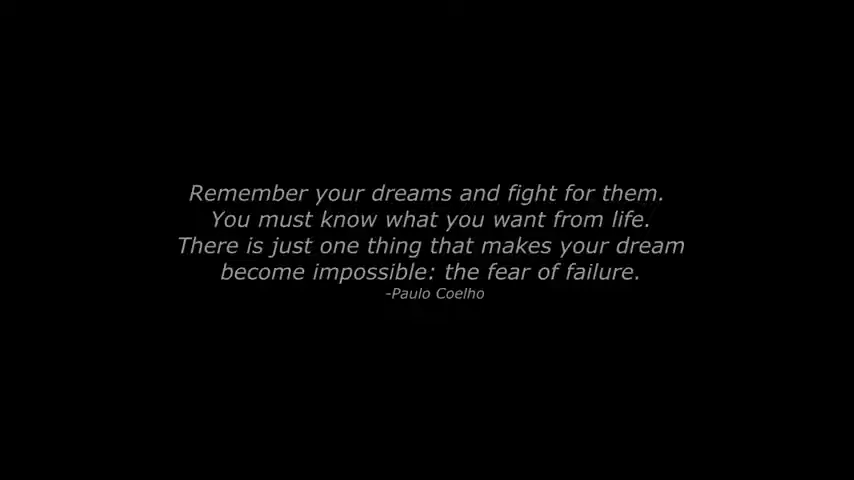 Remember your dreams and fight for them.
You must know what you want from life.
There is just one thing that makes your dream
become impossible: the fear of failure.
-Paulo Coelho